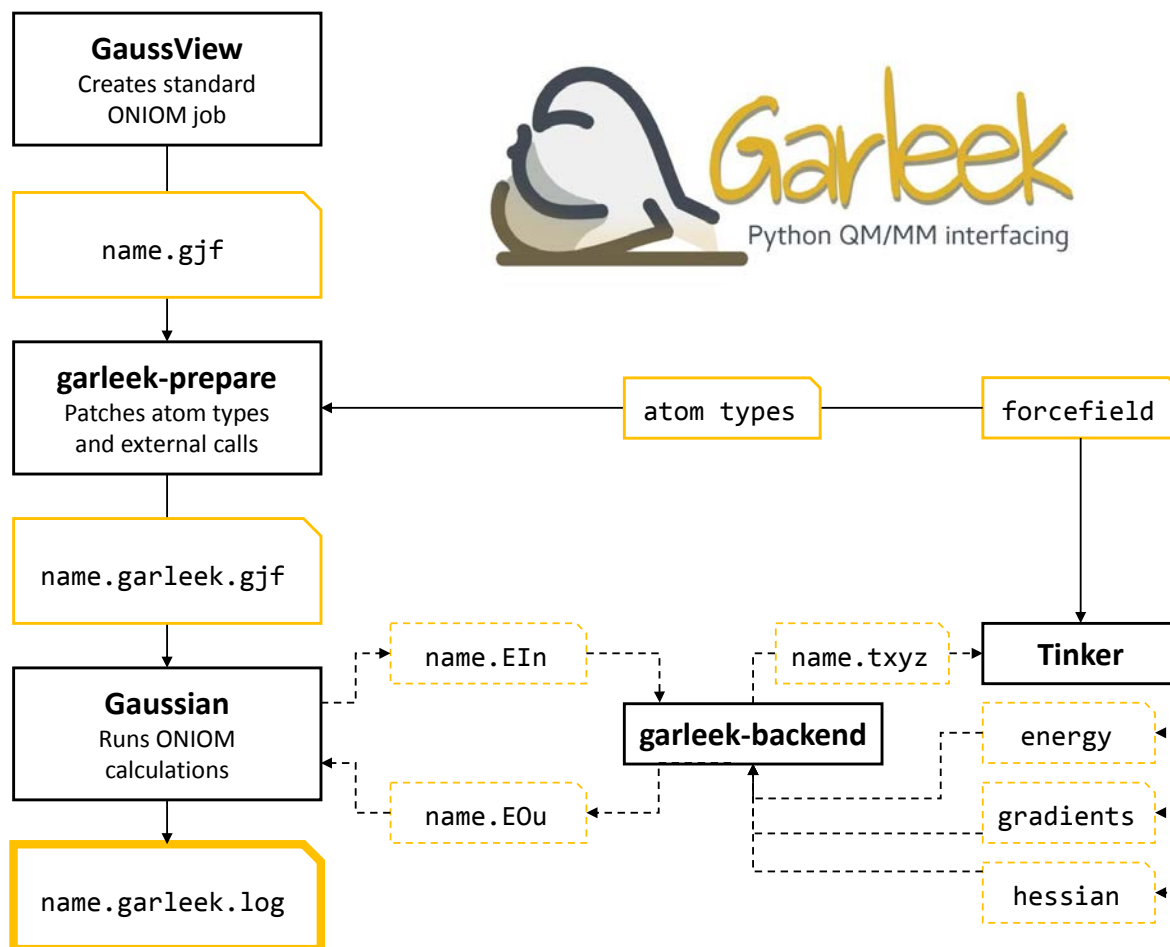 GaussView
Creates standard
ONIOM job
Garleek
Python QM/MM interfacing
name.gjf
garleek-prepare
Patches atom types
and external calls
atom types
forcefield
name.garleek.gjf
name.EIn
name.txyz
Tinker
Gaussian
Runs ONIOM
calculations
garleek-backend
energy
name.EOu
gradients
name.garleek.log
hessian